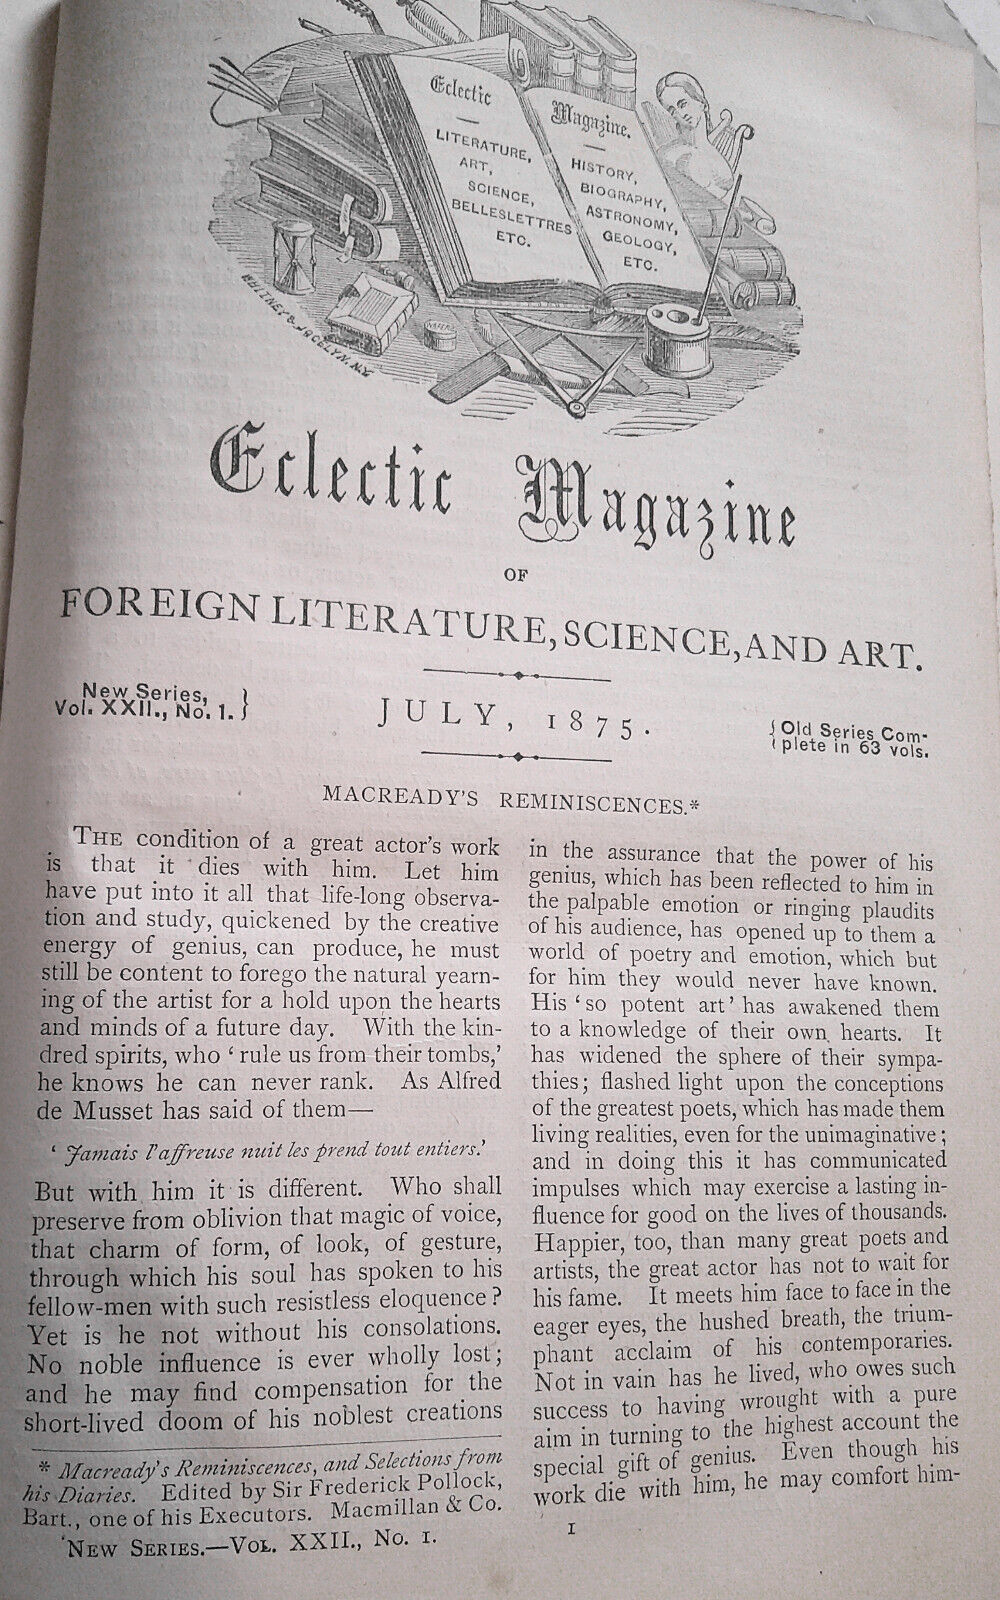 Eclectic
LITERATURE,
ART,
SCIENCE,
BELLESLETTRES
ETC.
Magazine.
HISTORY,
BIOGRAPHY,
ASTRONOMY,
GEOLOGY,
ETC.
WAFERS
WHITNEY & JOCELYN, N.Y.
Eclectic Magazine
OF
FOREIGN LITERATURE, SCIENCE, AND ART.
New Series,
Vol. XXII., No. 1. }
JULY, 1875.
{ Old Series Com-
plete in 63 vols.
MACREADY'S REMINISCENCES.*
THE condition of a great actor's work
is that it dies with him. Let him
have put into it all that life-long observa-
tion and study, quickened by the creative
energy of genius, can produce, he must
still be content to forego the natural yearn-
ing of the artist for a hold upon the hearts
and minds of a future day. With the kin-
dred spirits, who ‘rule us from their tombs,’
he knows he can never rank. As Alfred
de Musset has said of them—
‘Jamais l'affreuse nuit les prend tout entiers.’
But with him it is different. Who shall
preserve from oblivion that magic of voice,
that charm of form, of look, of gesture,
through which his soul has spoken to his
fellow-men with such resistless eloquence?
Yet is he not without his consolations.
No noble influence is ever wholly lost;
and he may find compensation for the
short-lived doom of his noblest creations
* Macready's Reminiscences, and Selections from
his Diaries. Edited by Sir Frederick Pollock,
Bart., one of his Executors. Macmillan & Co.
NEW SERIES.—VOL. XXII., No. 1.
in the assurance that the power of his
genius, which has been reflected to him in
the palpable emotion or ringing plaudits
of his audience, has opened up to them a
world of poetry and emotion, which but
for him they would never have known.
His ‘so potent art’ has awakened them
to a knowledge of their own hearts. It
has widened the sphere of their sympa-
thies; flashed light upon the conceptions
of the greatest poets, which has made them
living realities, even for the unimaginative;
and in doing this it has communicated
impulses which may exercise a lasting in-
fluence for good on the lives of thousands.
Happier, too, than many great poets and
artists, the great actor has not to wait for
his fame. It meets him face to face in the
eager eyes, the hushed breath, the trium-
phant acclaim of his contemporaries.
Not in vain has he lived, who owes such
success to having wrought with a pure
aim in turning to the highest account the
special gift of genius. Even though his
work die with him, he may comfort him-
1